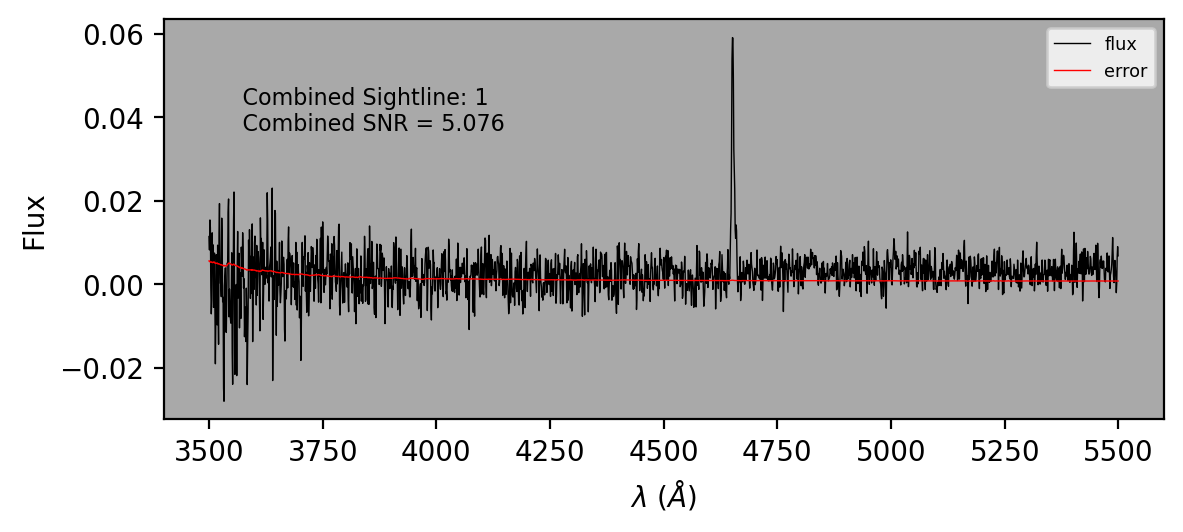 0.06
0.04
0.02
0.00
−0.02
Flux
Combined Sightline: 1
Combined SNR = 5.076
flux
error
3500 3750 4000 4250 4500 4750 5000 5250 5500
λ (Å)